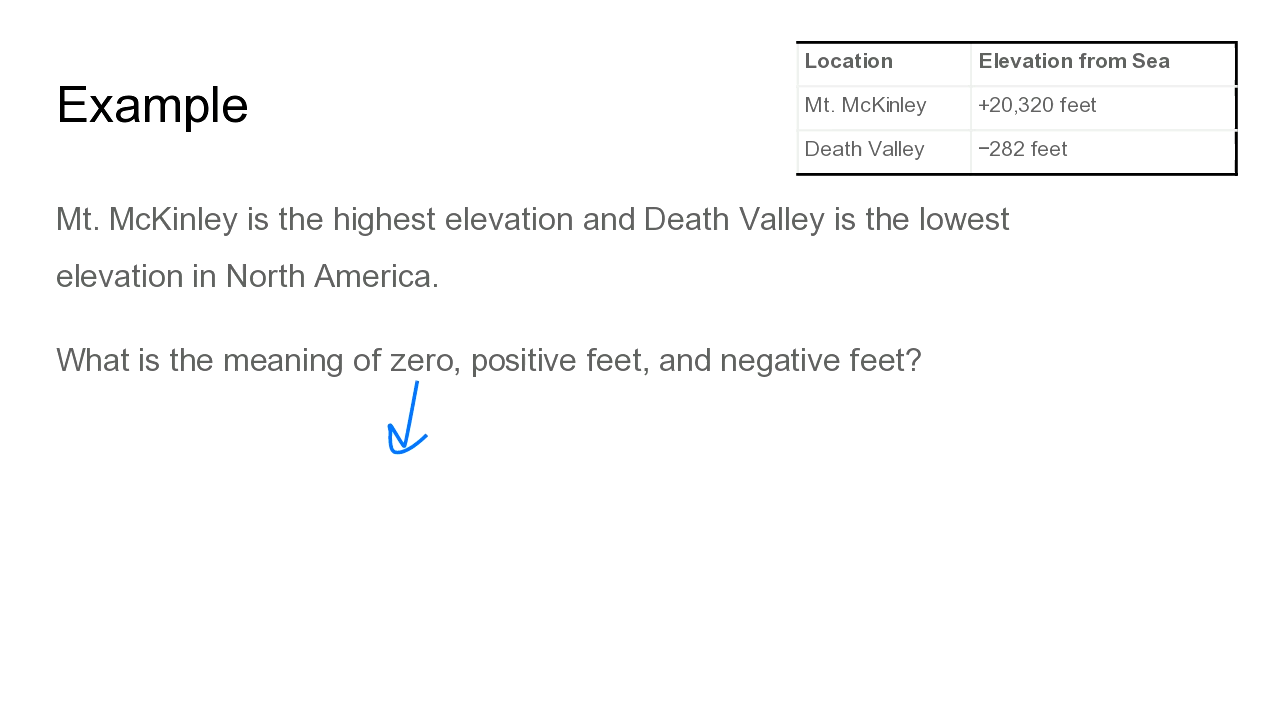 Example
Location Elevation from Sea
Mt. McKinley +20,320 feet
Death Valley −282 feet
Mt. McKinley is the highest elevation and Death Valley is the lowest
elevation in North America.
What is the meaning of zero, positive feet, and negative feet?